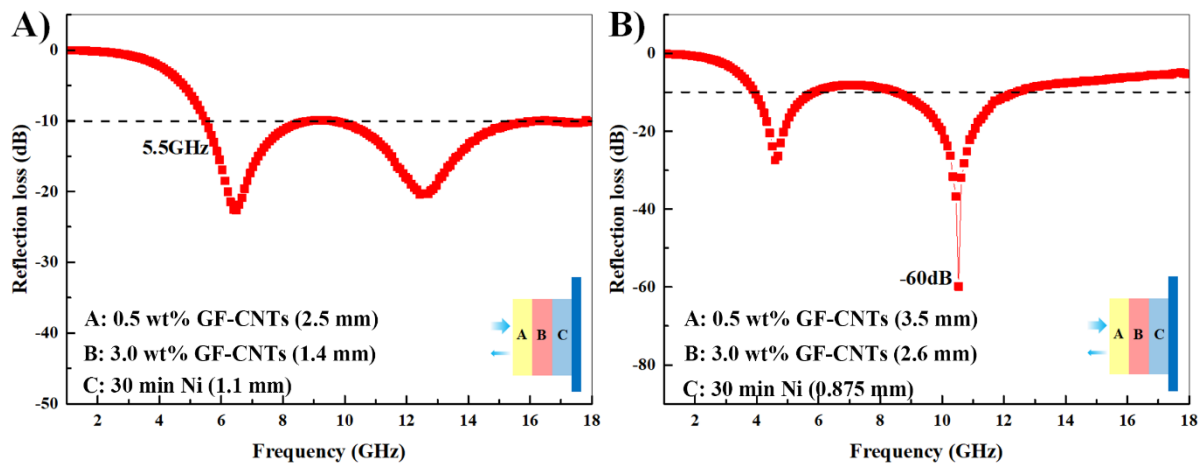 A)
0
-10
-20
-30
-40
-50
Reflection loss (dB)
5.5GHz
A: 0.5 wt% GF-CNTs (2.5 mm)
B: 3.0 wt% GF-CNTs (1.4 mm)
C: 30 min Ni (1.1 mm)
A B C
2 4 6 8 10 12 14 16 18
Frequency (GHz)
B)
0
-20
-40
-60
-80
Reflection loss (dB)
-60dB
A: 0.5 wt% GF-CNTs (3.5 mm)
B: 3.0 wt% GF-CNTs (2.6 mm)
C: 30 min Ni (0.875 mm)
A B C
2 4 6 8 10 12 14 16 18
Frequency (GHz)